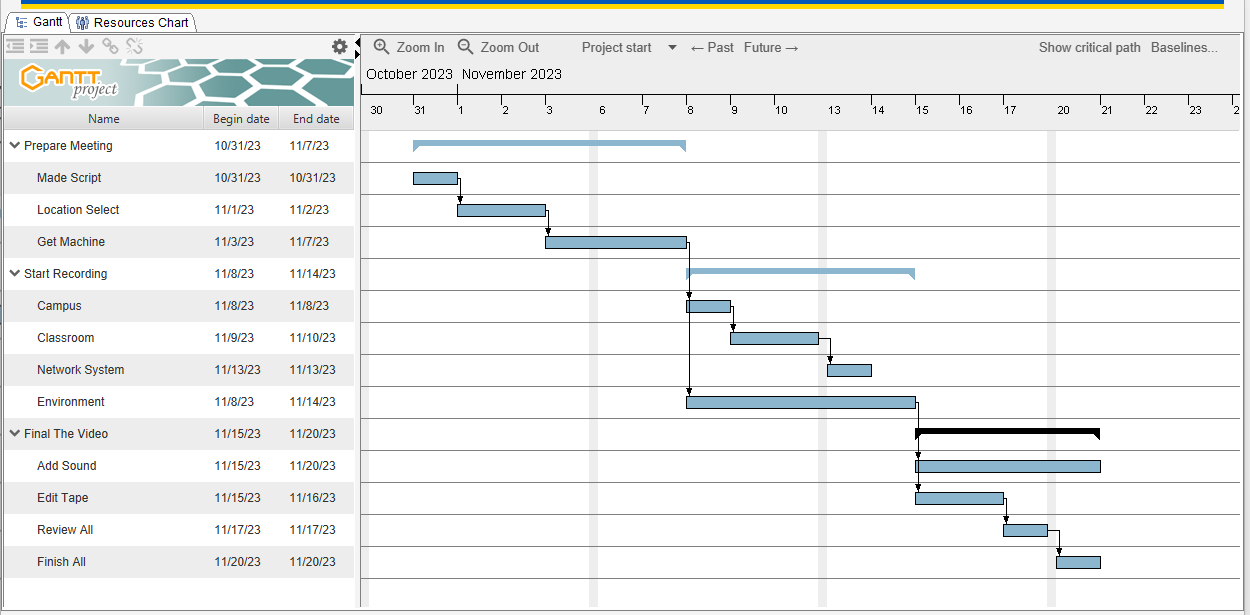 Gantt Resources Chart
Zoom In Zoom Out Project start ← Past Future → Show critical path Baselines...
October 2023 November 2023
GANTT
project
30 31 1 2 3 6 7 8 9 10 13 14 15 16 17 20 21 22 23 2
Name Begin date End date
Prepare Meeting 10/31/23 11/7/23
Made Script 10/31/23 10/31/23
Location Select 11/1/23 11/2/23
Get Machine 11/3/23 11/7/23
Start Recording 11/8/23 11/14/23
Campus 11/8/23 11/8/23
Classroom 11/9/23 11/10/23
Network System 11/13/23 11/13/23
Environment 11/8/23 11/14/23
Final The Video 11/15/23 11/20/23
Add Sound 11/15/23 11/20/23
Edit Tape 11/15/23 11/16/23
Review All 11/17/23 11/17/23
Finish All 11/20/23 11/20/23